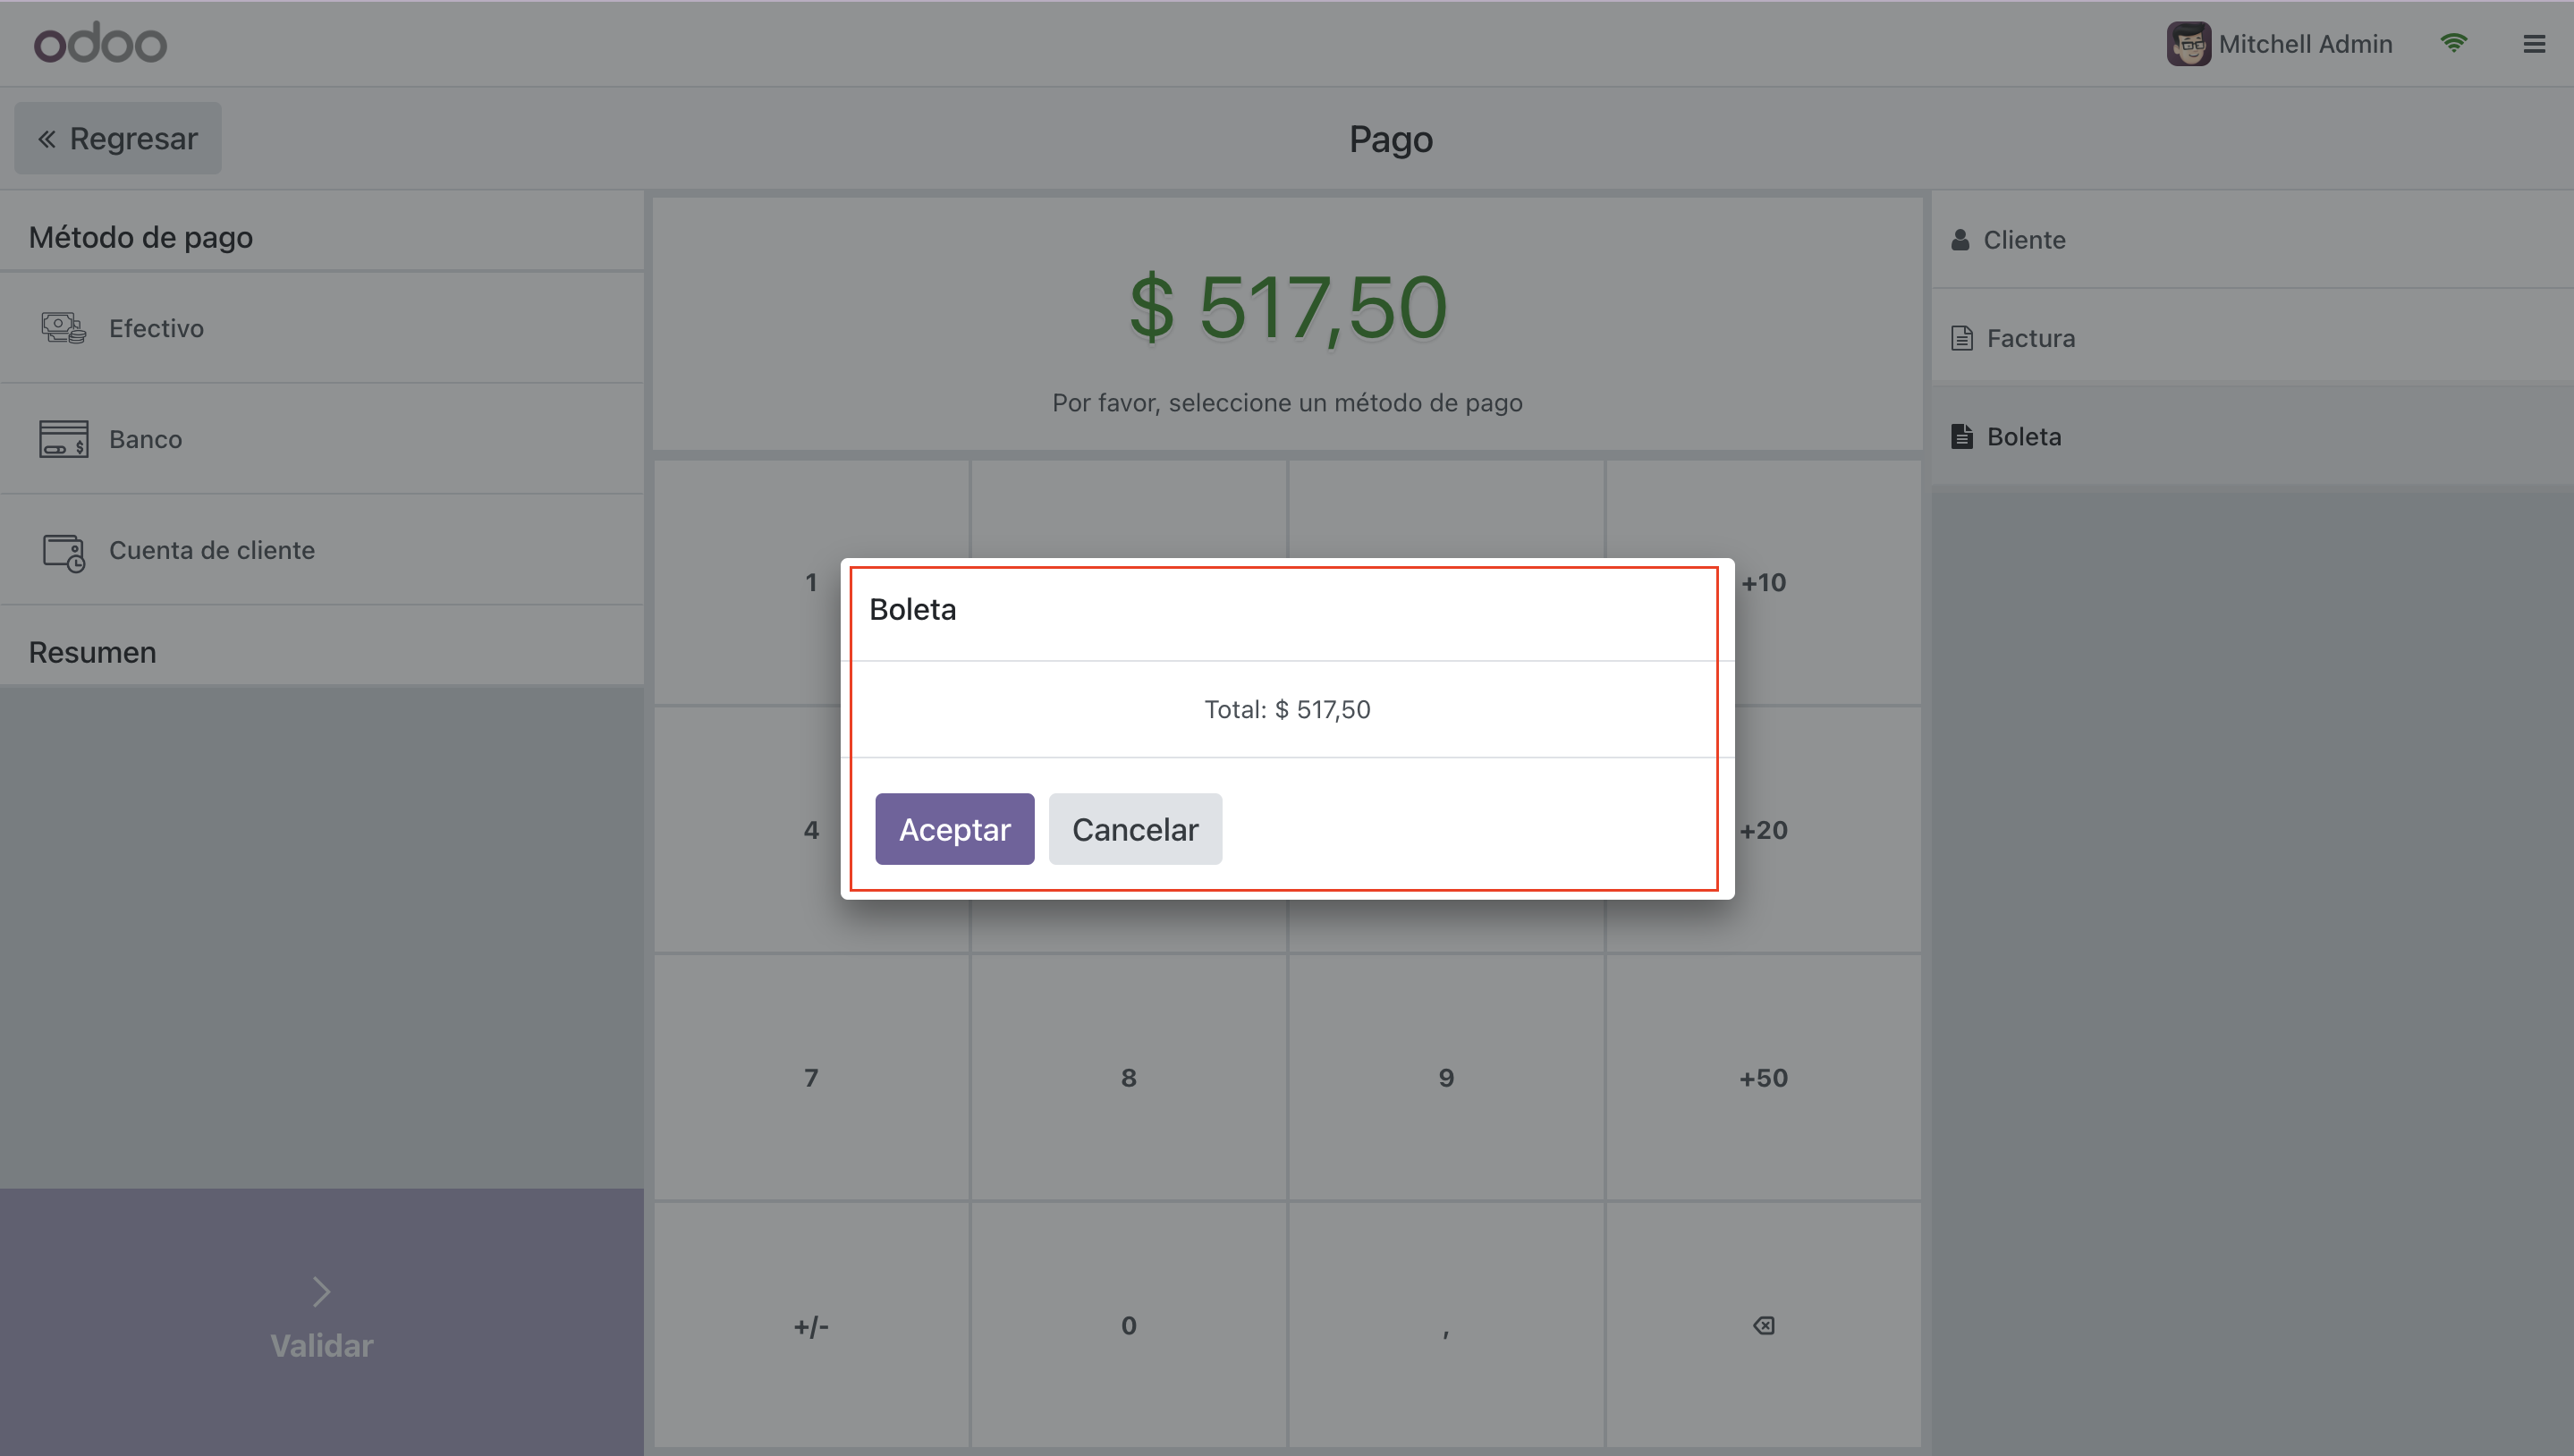 odoo
Mitchell Admin
Regresar
Pago
Método de pago
Efectivo
Banco
Cuenta de cliente
Resumen
Validar
$ 517,50
Por favor, seleccione un método de pago
1
+10
4
+20
7
8
9
+50
+/-
0
,
Boleta
Total: $ 517,50
Aceptar
Cancelar
Cliente
Factura
Boleta